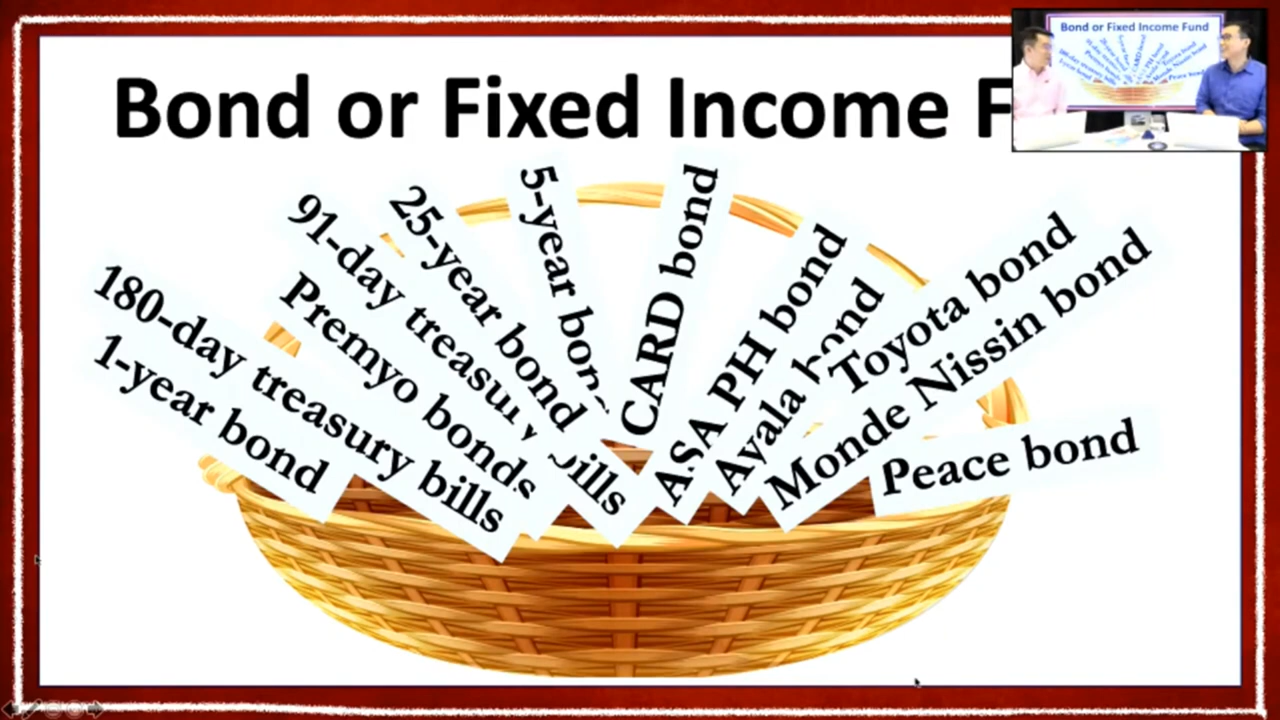 Bond or Fixed Income F
Bond or Fixed Income Fund
180-day treasury bills
1-year bond
91-day treasury bills
Premyo bonds
25-year bond
5-year bond
CARD bond
ASA PH bond
Ayala bond
Toyota bond
Monde Nissin bond
Peace bond